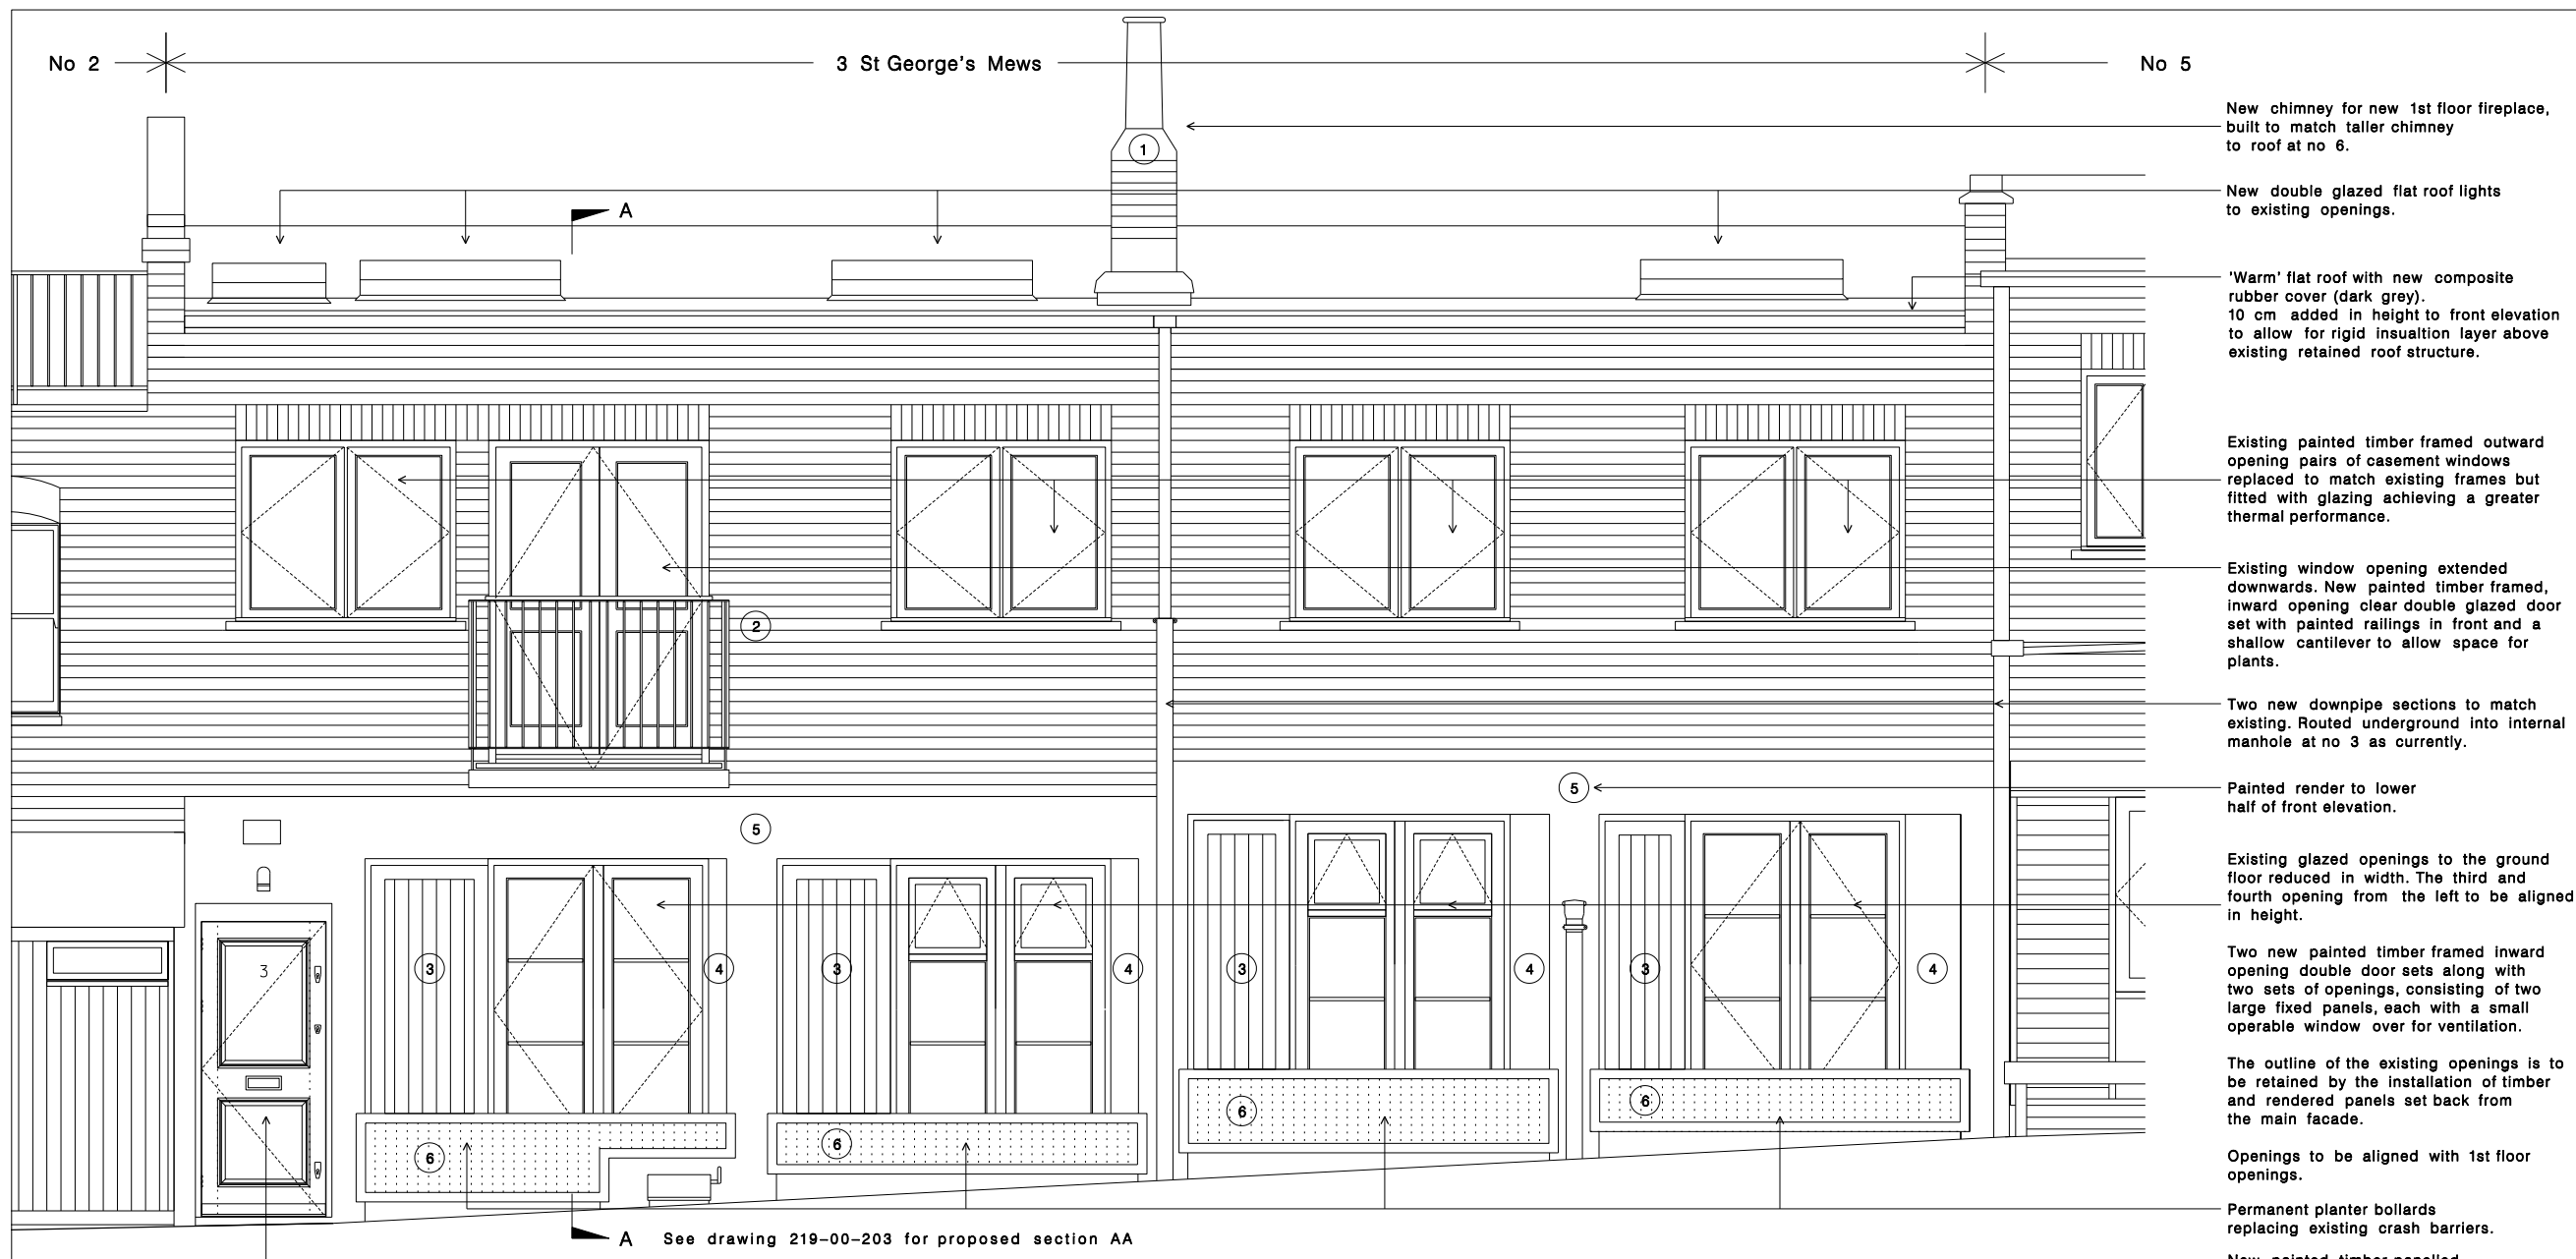 No 2
3 St George's Mews
No 5
New chimney for new 1st floor fireplace,
built to match taller chimney
to roof at no 6.
1
New double glazed flat roof lights
to existing openings.
A
'Warm' flat roof with new composite
rubber cover (dark grey).
10 cm added in height to front elevation
to allow for rigid insualtion layer above
existing retained roof structure.
Existing painted timber framed outward
opening pairs of casement windows
replaced to match existing frames but
fitted with glazing achieving a greater
thermal performance.
Existing window opening extended
downwards. New painted timber framed,
inward opening clear double glazed door
set with painted railings in front and a
shallow cantilever to allow space for
plants.
2
Two new downpipe sections to match
existing. Routed underground into internal
manhole at no 3 as currently.
5
Painted render to lower
half of front elevation.
5
Existing glazed openings to the ground
floor reduced in width. The third and
fourth opening from the left to be aligned
in height.
3
3
4
3
4
3
4
3
4
Two new painted timber framed inward
opening double door sets along with
two sets of openings, consisting of two
large fixed panels, each with a small
operable window over for ventilation.
The outline of the existing openings is to
be retained by the installation of timber
and rendered panels set back from
the main facade.
6
6
6
6
Openings to be aligned with 1st floor
openings.
Permanent planter bollards
replacing existing crash barriers.
A
See drawing 219-00-203 for proposed section AA
New painted timber panelled